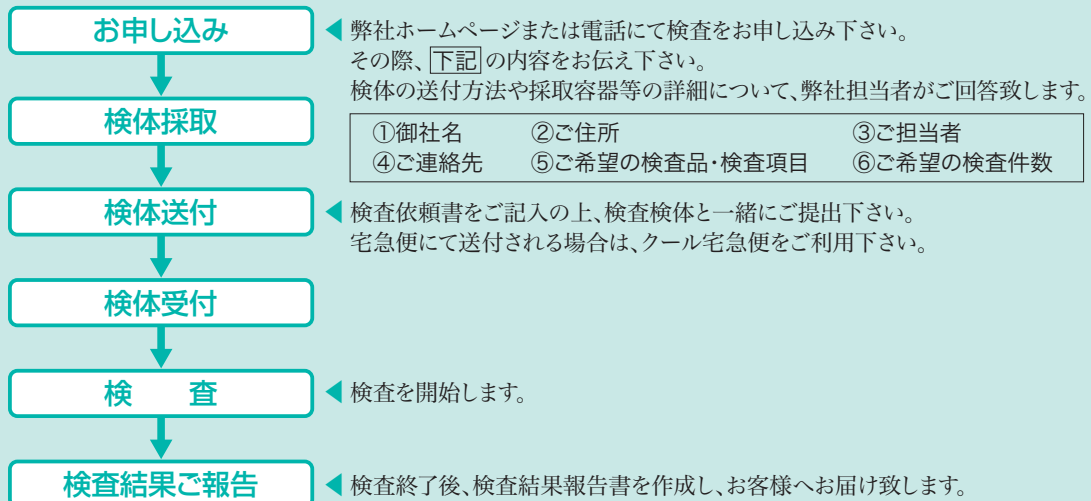 お申し込み
弊社ホームページまたは電話にて検査をお申し込み下さい。
その際、下記の内容をお伝え下さい。
検体の送付方法や採取容器等の詳細について、弊社担当者がご回答致します。
検体採取
①御社名 ②ご住所 ③ご担当者
④ご連絡先 ⑤ご希望の検査品・検査項目 ⑥ご希望の検査件数
検体送付
検査依頼書をご記入の上、検査検体と一緒にご提出下さい。
宅急便にて送付される場合は、クール宅急便をご利用下さい。
検体受付
検　査
検査を開始します。
検査結果ご報告
検査終了後、検査結果報告書を作成し、お客様へお届け致します。